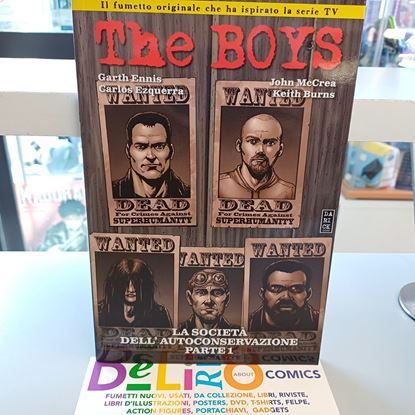 Il fumetto originale che ha ispirato la serie TV
The BOYS
Garth Ennis
Carlos Ezquerra
John McCrea
Keith Burns
WANTED
DEAD
For Crimes Against
SUPERHUMANITY
WANTED
DEAD
For Crimes Against
SUPERHUMANITY
DANICK
WANTED
WANTED
WANTED
LA SOCIETÀ
DELL'AUTOCONSERVAZIONE
PARTE 1
DeLiRO ABOUT COMICS
FUMETTI NUOVI, USATI, DA COLLEZIONE, LIBRI, RIVISTE,
LIBRI D'ILLUSTRAZIONI, POSTERS, DVD, T-SHIRTS, FELPE,
ACTION FIGURES, PORTACHIAVI, GADGETS